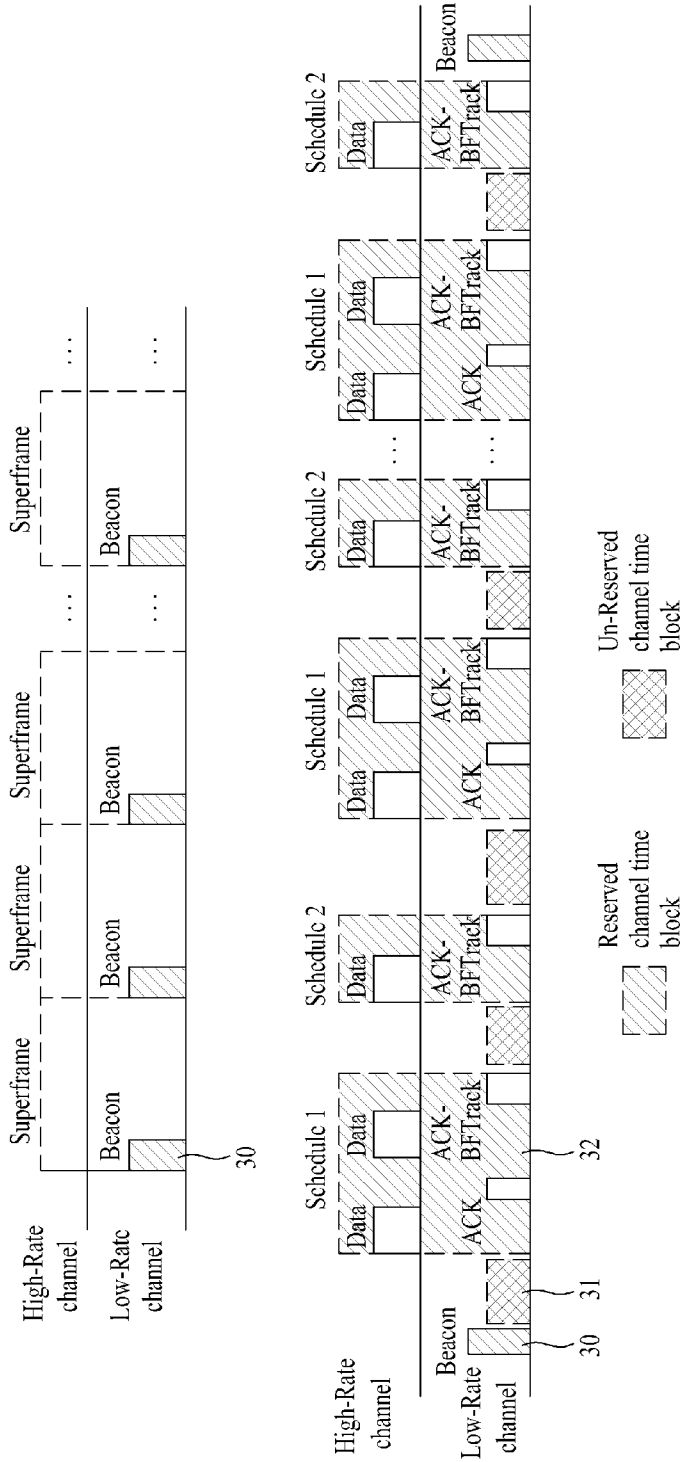 Superframe
Superframe
Superframe
Superframe
High-Rate
channel
...
...
Low-Rate
channel
Beacon
Beacon
Beacon
...
Beacon
...
30
Schedule 1
Schedule 2
Schedule 1
Schedule 2
Schedule 1
Schedule 2
High-Rate
channel
Data
Data
Data
Data
Data
Data
...
Data
Data
Data
Beacon
Low-Rate
channel
ACK
ACK-
BFTrack
ACK-
BFTrack
ACK
ACK-
BFTrack
ACK-
BFTrack
...
ACK
ACK-
BFTrack
ACK-
BFTrack
Beacon
30
31
32
Reserved
channel time
block
Un-Reserved
channel time
block